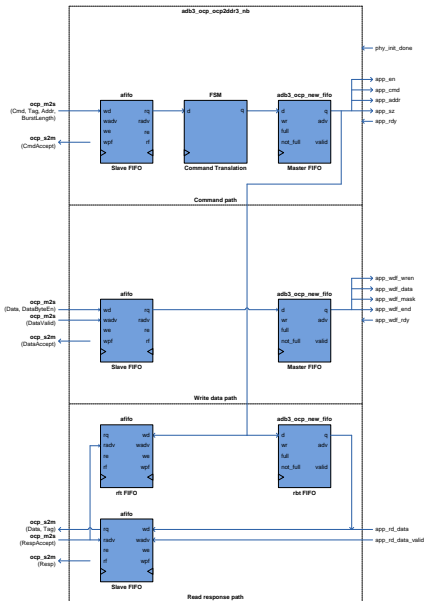 adb3_ocp_ocp2ddr3_nb
phy_init_done
afifo
FSM
adb3_ocp_new_fifo
app_en
app_cmd
app_addr
app_sz
app_rdy
ocp_m2s
(Cmd, Tag, Addr,
BurstLength)
ocp_s2m
(CmdAccept)
wd rq
wadv radv
we re
wpf rf
d q
d q
wr adv
full
not_full valid
Slave FIFO
Command Translation
Master FIFO
Command path
ocp_m2s
(Data, DataByteEn)
ocp_m2s
(DataValid)
ocp_s2m
(DataAccept)
afifo
adb3_ocp_new_fifo
wd rq
wadv radv
we re
wpf rf
d q
wr adv
full
not_full valid
app_wdf_wren
app_wdf_data
app_wdf_mask
app_wdf_end
app_wdf_rdy
Slave FIFO
Master FIFO
Write data path
afifo
adb3_ocp_new_fifo
rq wd
radv wadv
re we
rf wpf
d q
wr adv
full
not_full valid
rft FIFO
rbt FIFO
afifo
ocp_s2m
(Data, Tag)
ocp_m2s
(RespAccept)
ocp_s2m
(Resp)
rq wd
radv wadv
re we
rf wpf
app_rd_data
app_rd_data_valid
Slave FIFO
Read response path